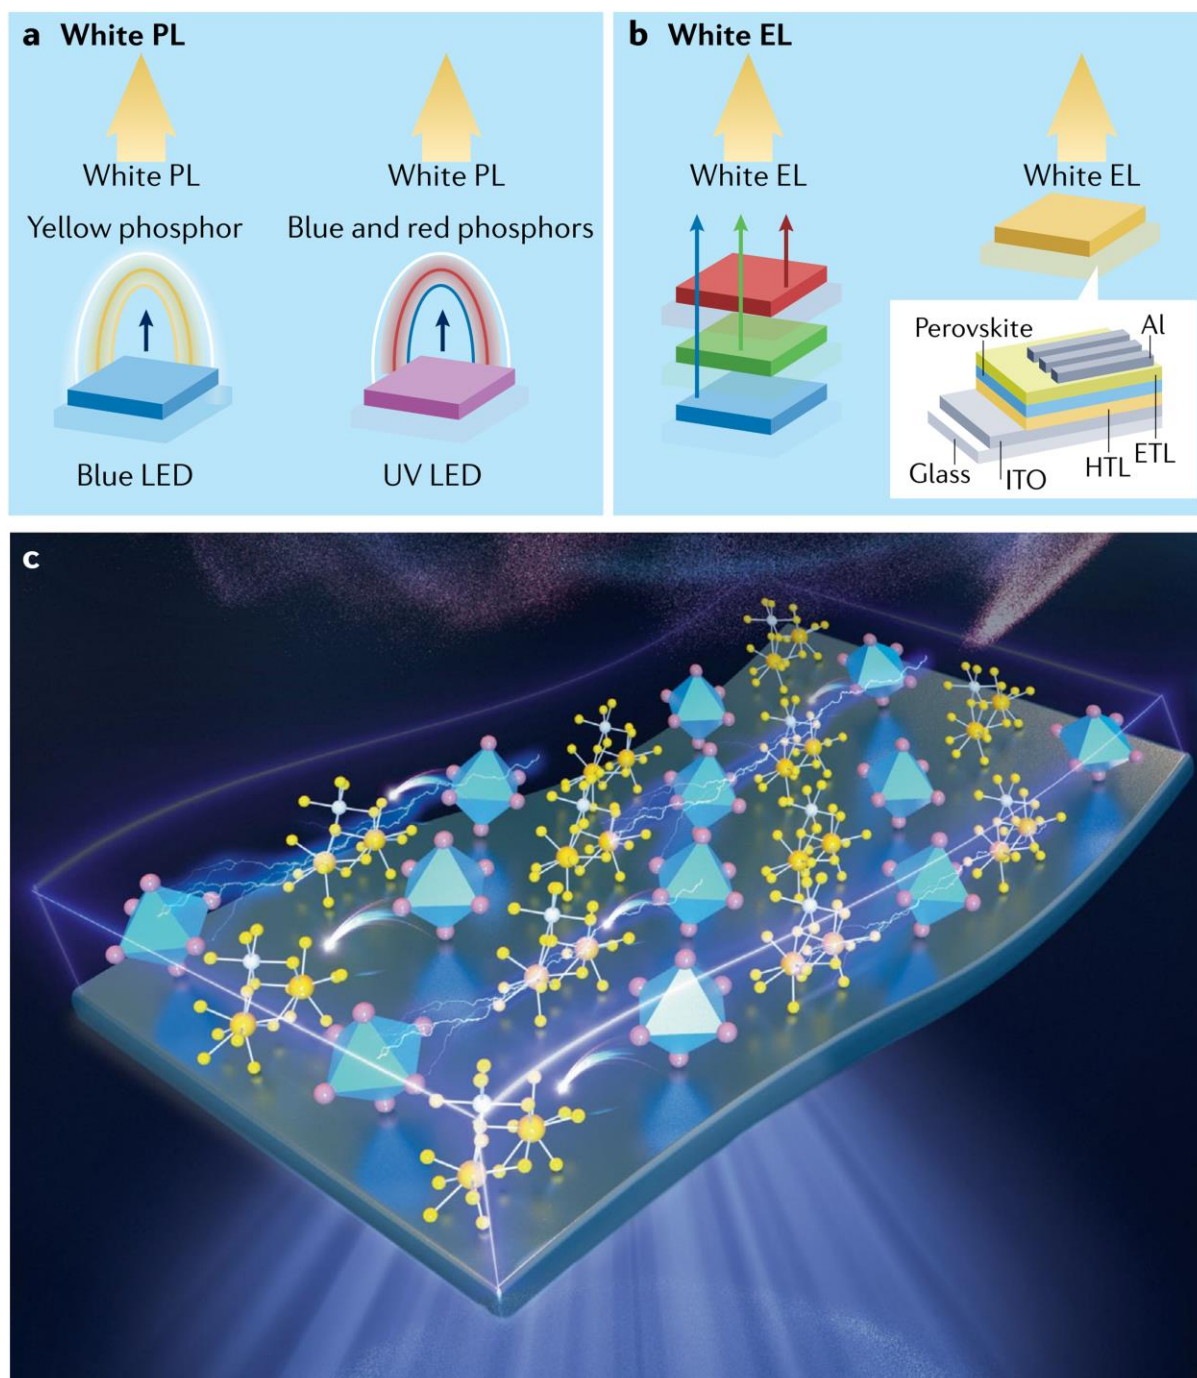 a White PL
White PL
White PL
Yellow phosphor
Blue and red phosphors
Blue LED
UV LED
b White EL
White EL
White EL
Perovskite
Al
Glass
ITO
HTL
ETL
c